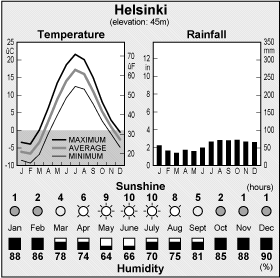 Helsinki
(elevation: 45m)
Temperature
Rainfall
25
ûC
20
15
10
5
0
-5
-10
70
ûF
60
50
40
30
20
MAXIMUM
AVERAGE
MINIMUM
J F M A M J J A S O N D
12
in
10
8
6
4
2
0
350
mm
300
250
200
150
100
50
0
J F M A M J J A S O N D
Sunshine
1 2 4 6 9 10 10 8 5 2 1 1 (hours)
Jan Feb Mar Apr May June July Aug Sept Oct Nov Dec
88 86 78 74 64 66 70 75 81 85 88 90 (%)
Humidity